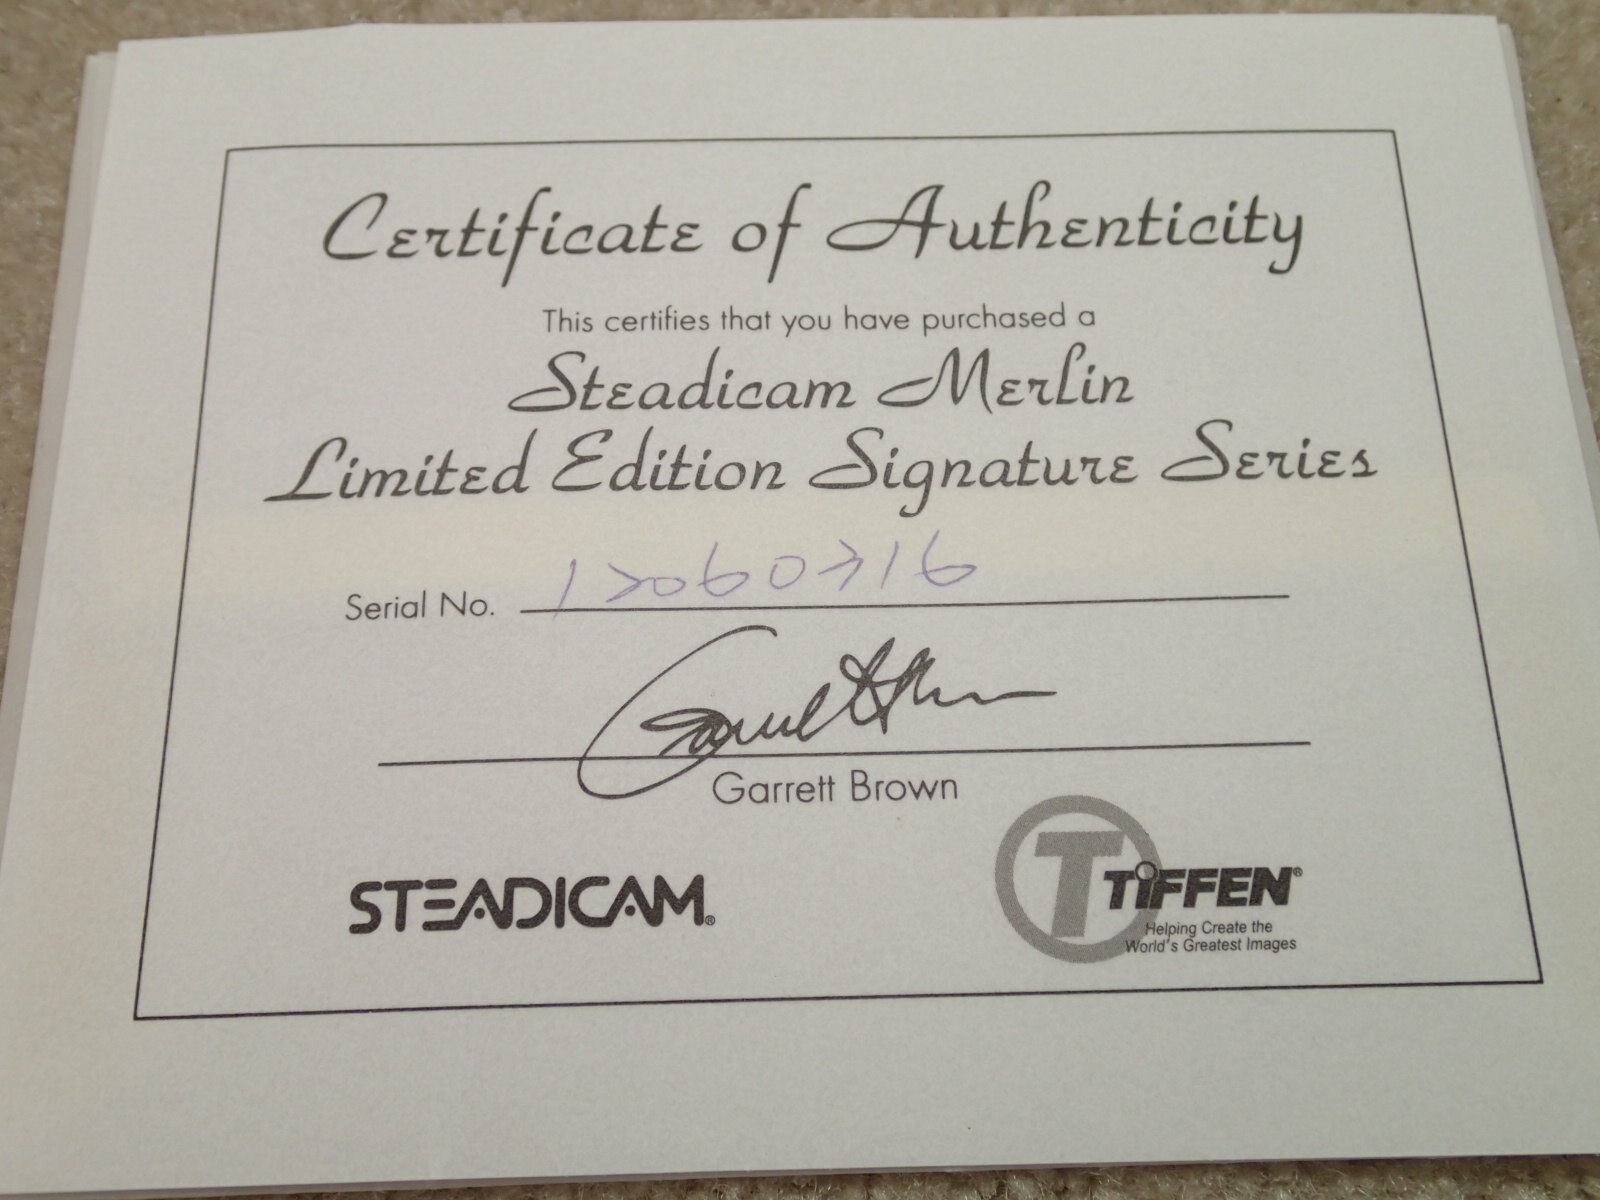 Certificate of Authenticity
This certifies that you have purchased a
Steadicam Merlin
Limited Edition Signature Series
Serial No. 12060316
Garrett Brown
STEADICAM®
T TIFFEN®
Helping Create the
World's Greatest Images